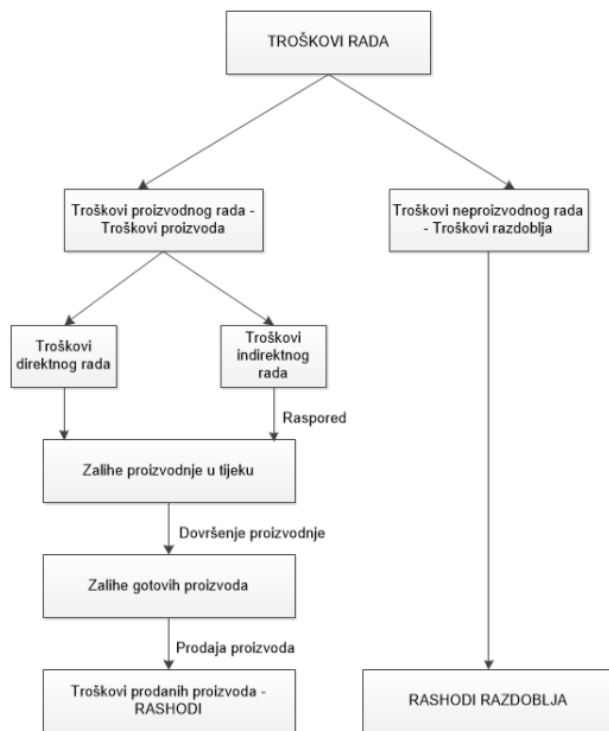 TROŠKOVI RADA
Troškovi proizvodnog rada -
Troškovi proizvoda
Troškovi neproizvodnog rada
- Troškovi razdoblja
Troškovi
direktnog rada
Troškovi
indirektnog
rada
Raspored
Zalihe proizvodnje u tijeku
Dovršenje proizvodnje
Zalihe gotovih proizvoda
Prodaja proizvoda
Troškovi prodanih proizvoda -
RASHODI
RASHODI RAZDOBLJA